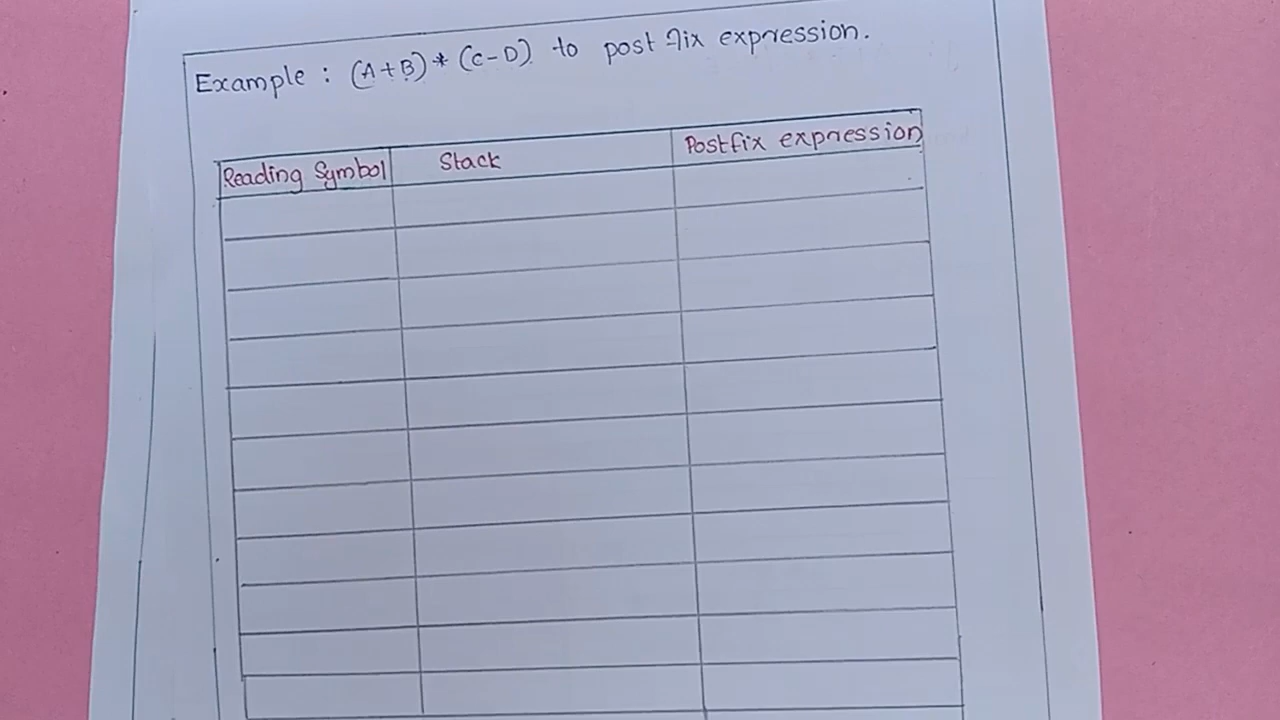 Example : (A+B) * (C-D) to post fix expression.
Reading Symbol Stack Postfix expression